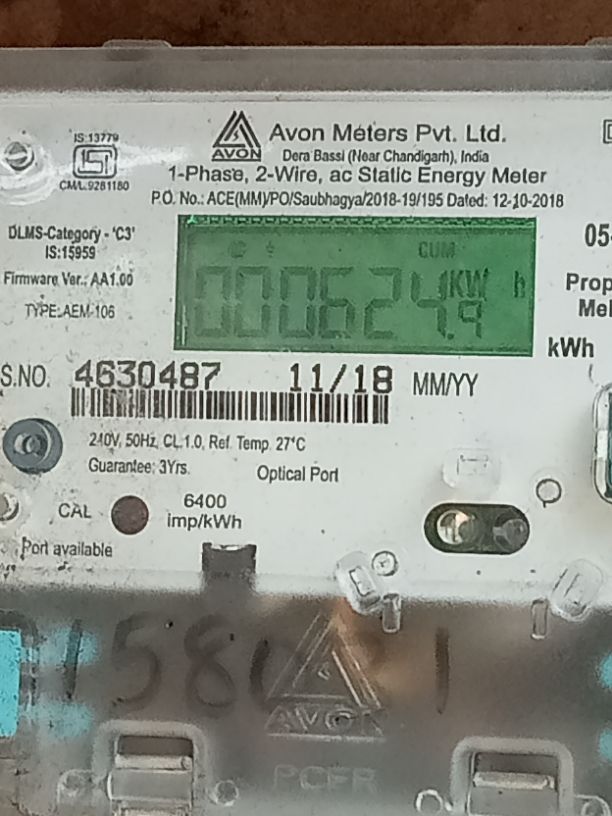 IS:13779
CM/L.9281180
AVON
Avon Meters Pvt. Ltd.
Dera Bassi (Near Chandigarh), India
1-Phase, 2-Wire, ac Static Energy Meter
P.O. No.: ACE(MM)/PO/Saubhagya/2018-19/195 Dated: 12-10-2018
DLMS-Category - 'C3'
IS:15959
Firmware Ver.: AA1.00
TYPE:AEM-106
CUM
000624.9 KW h
05-
Prop
kWh
S.NO. 4630487 11/18 MM/YY
240V, 50Hz, CL.1.0, Ref. Temp. 27°C
Guarantee: 3Yrs.
Optical Port
CAL
6400
imp/kWh
Port available
AVON